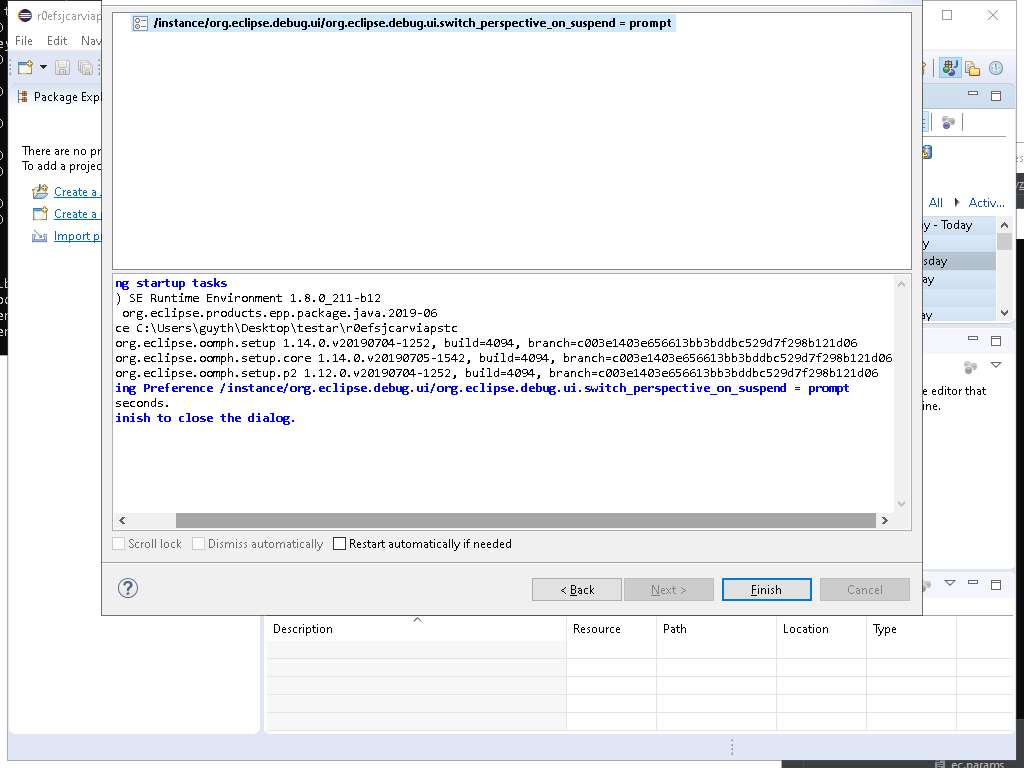 r0efsjcarviap
/instance/org.eclipse.debug.ui/org.eclipse.debug.ui.switch_perspective_on_suspend = prompt
File Edit Nav
Package Expl
There are no pr
To add a project
Create a
Create a
Import pr
All Activ...
y - Today
y
sday
ay
ay
ng startup tasks
) SE Runtime Environment 1.8.0_211-b12
org.eclipse.products.epp.package.java.2019-06
ce C:\Users\guyth\Desktop\testar\r0efsjcarviapstc
org.eclipse.oomph.setup 1.14.0.v20190704-1252, build=4094, branch=c003e1403e656613bb3bddbc529d7f298b121d06
org.eclipse.oomph.setup.core 1.14.0.v20190705-1542, build=4094, branch=c003e1403e656613bb3bddbc529d7f298b121d06
org.eclipse.oomph.setup.p2 1.12.0.v20190704-1252, build=4094, branch=c003e1403e656613bb3bddbc529d7f298b121d06
ing Preference /instance/org.eclipse.debug.ui/org.eclipse.debug.ui.switch_perspective_on_suspend = prompt
seconds.
inish to close the dialog.
e editor that
ine.
Scroll lock Dismiss automatically Restart automatically if needed
< Back Next > Finish Cancel
Description Resource Path Location Type
ec.params